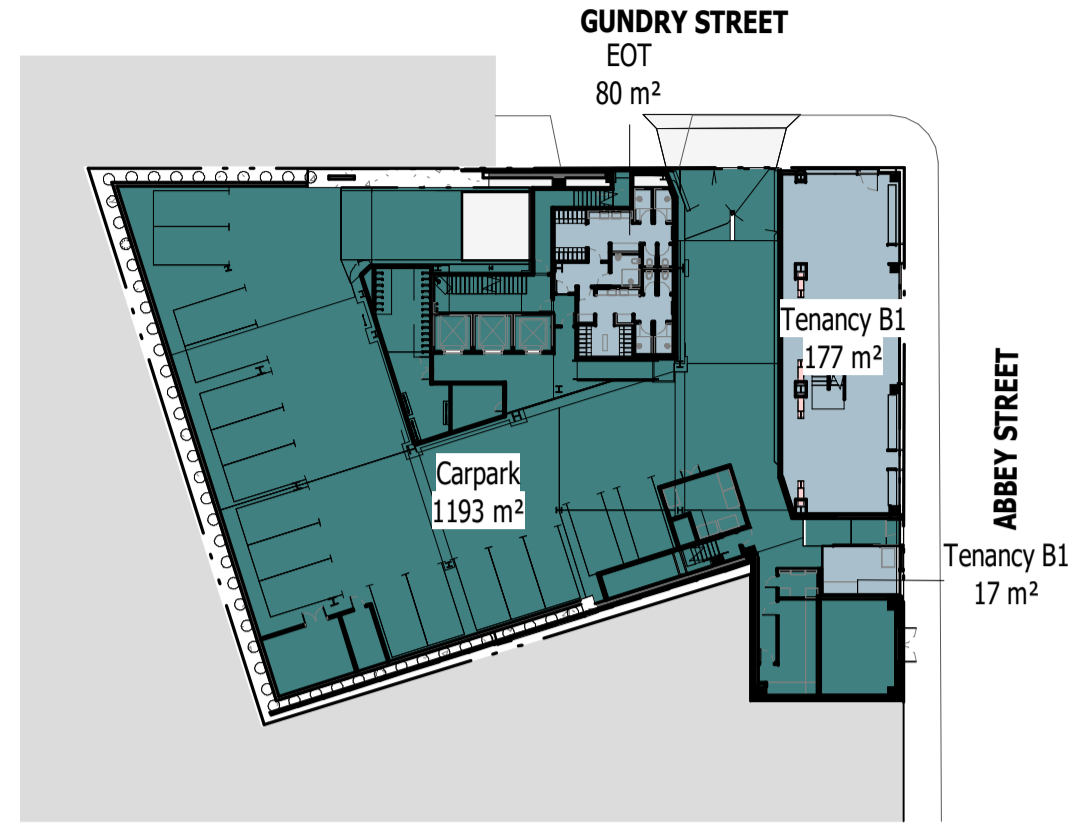 GUNDRY STREET
EOT
80 m²
Tenancy B1
177 m²
ABBEY STREET
Carpark
1193 m²
Tenancy B1
17 m²